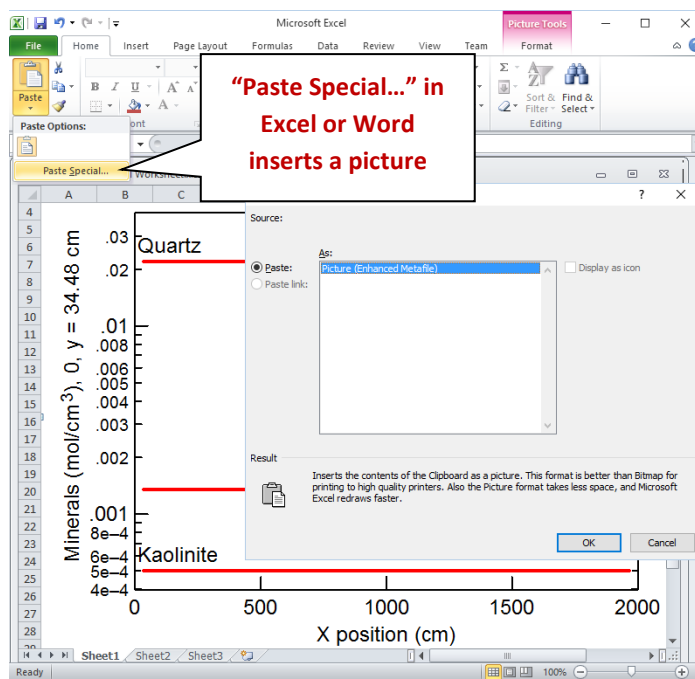 Microsoft Excel
Picture Tools
File Home Insert Page Layout Formulas Data Review View Team Format
Paste
B I U A A
A
Σ
Sort & Find &
Filter Select
Editing
Paste Options:
Paste Special...
“Paste Special...” in
Excel or Word
inserts a picture
A B C
4
5
6
7
8
9
10
11
12
13
14
15
16
17
18
19
20
21
22
23
24
25
26
27
28
Minerals (mol/cm3), 0, y = 34.48 cm
.03
.02
.01
.008
.006
.005
.004
.003
.002
.001
8e–4
6e–4
5e–4
4e–4
Quartz
Kaolinite
0 500 1000 1500 2000
X position (cm)
? X
Source:
As:
Paste:
Paste link:
Picture (Enhanced Metafile)
Display as icon
Result
Inserts the contents of the Clipboard as a picture. This format is better than Bitmap for
printing to high quality printers. Also the Picture format takes less space, and Microsoft
Excel redraws faster.
OK Cancel
Sheet1 Sheet2 Sheet3
Ready 100%